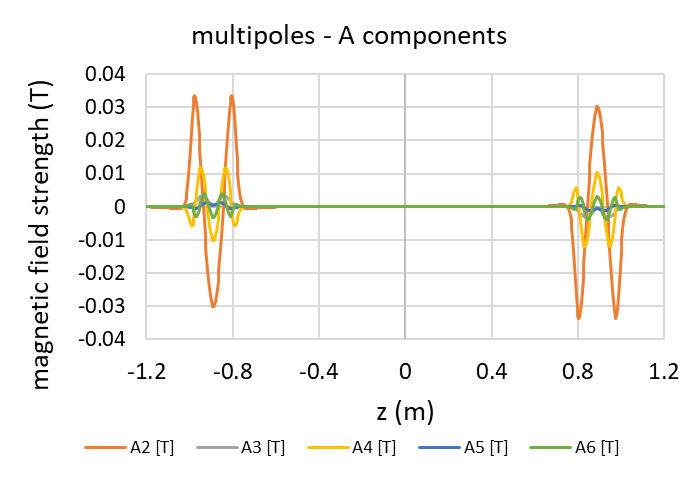 multipoles - A components
magnetic field strength (T)
0.04
0.03
0.02
0.01
0
-0.01
-0.02
-0.03
-0.04
-1.2 -0.8 -0.4 0 0.4 0.8 1.2
z (m)
A2 [T] A3 [T] A4 [T] A5 [T] A6 [T]